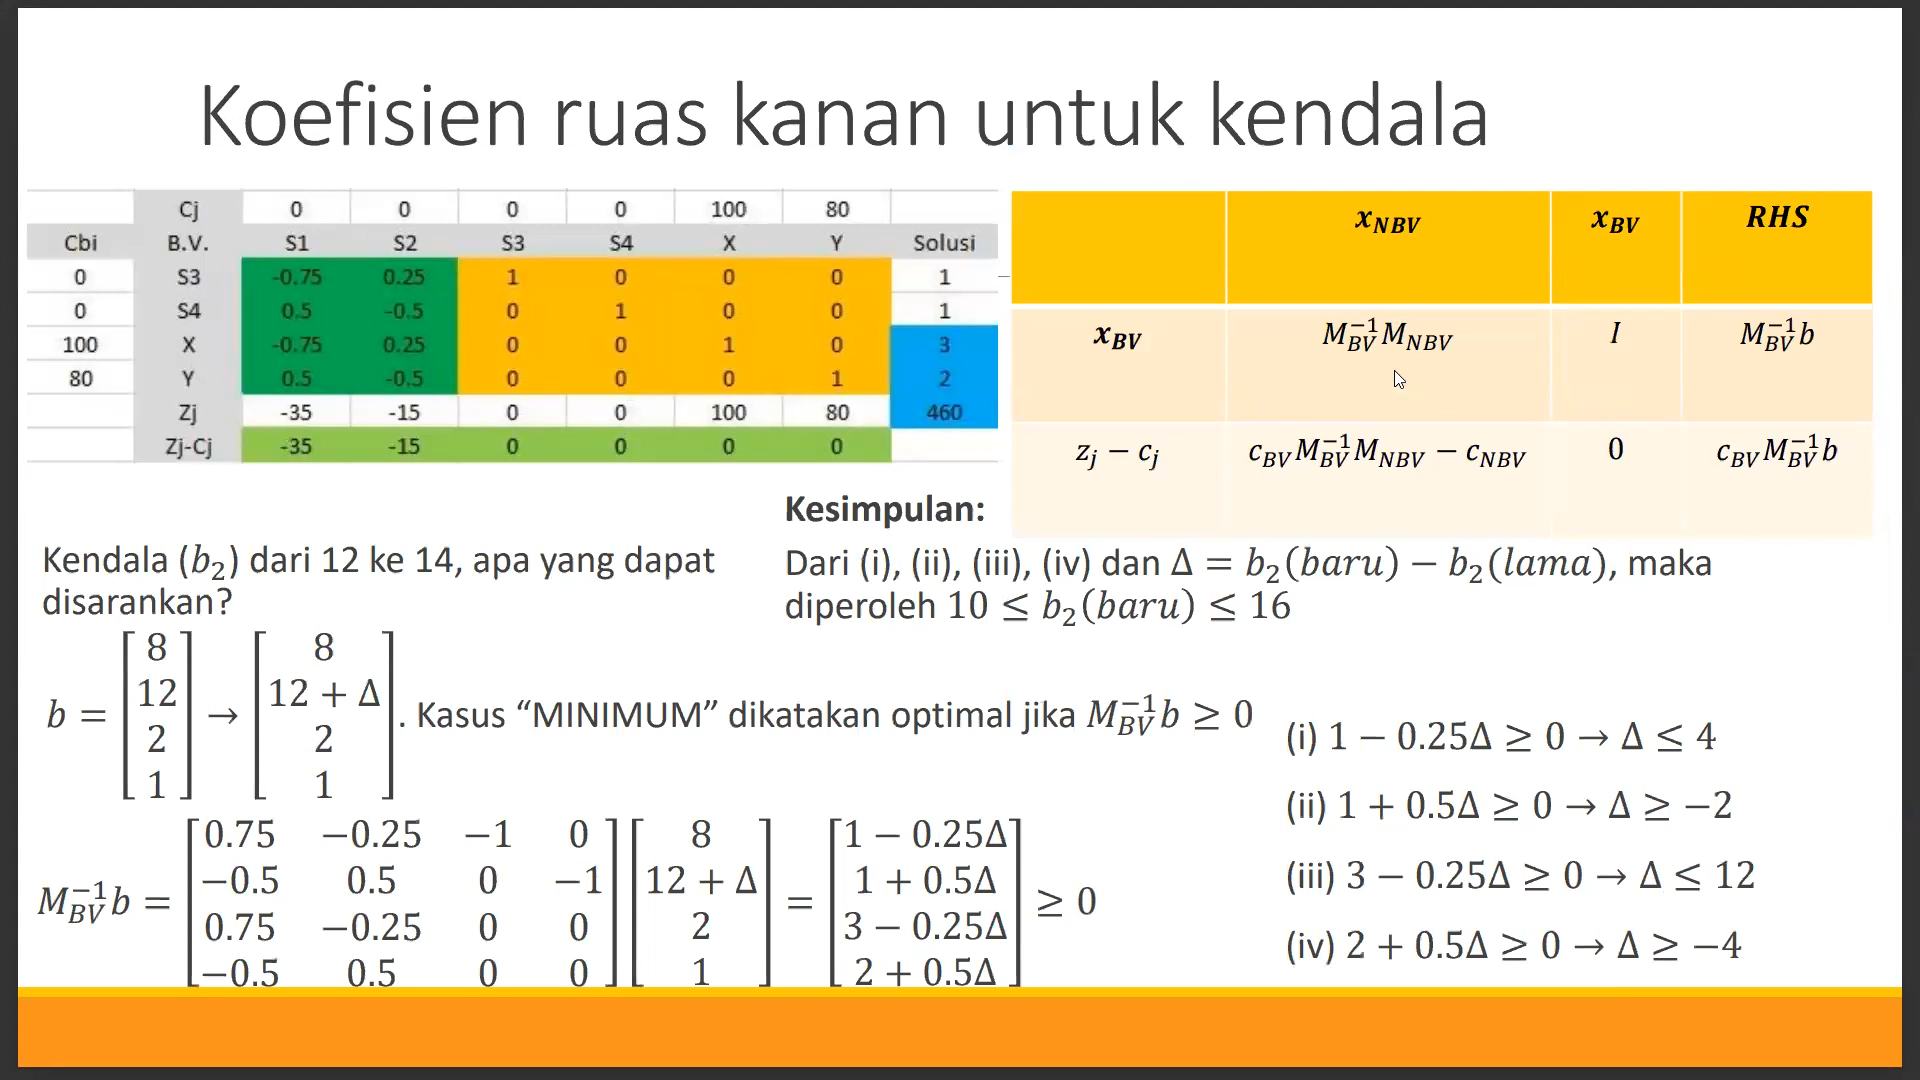 Koefisien ruas kanan untuk kendala
Cj 0 0 0 0 100 80
Cbi B.V. S1 S2 S3 S4 X Y Solusi
0 S3 -0.75 0.25 1 0 0 0 1
0 S4 0.5 -0.5 0 1 0 0 1
100 X -0.75 0.25 0 0 1 0 3
80 Y 0.5 -0.5 0 0 0 1 2
Zj -35 -15 0 0 100 80 460
Zj-Cj -35 -15 0 0 0 0
x_NBV x_BV RHS
x_BV M_BV^{-1}M_NBV I M_BV^{-1}b
z_j − c_j c_BV M_BV^{-1}M_NBV − c_NBV 0 c_BV M_BV^{-1}b
Kendala (b_2) dari 12 ke 14, apa yang dapat
disarankan?
Kesimpulan:
Dari (i), (ii), (iii), (iv) dan Δ = b_2(baru) − b_2(lama), maka
diperoleh 10 ≤ b_2(baru) ≤ 16
b = [8 12 2 1] → [8 12 + Δ 2 1]. Kasus “MINIMUM” dikatakan optimal jika M_BV^{-1}b ≥ 0
M_BV^{-1}b =
0.75 −0.25 −1 0 8 1 − 0.25Δ
−0.5 0.5 0 −1 12 + Δ = 1 + 0.5Δ ≥ 0
0.75 −0.25 0 0 2 3 − 0.25Δ
−0.5 0.5 0 0 1 2 + 0.5Δ
(i) 1 − 0.25Δ ≥ 0 → Δ ≤ 4
(ii) 1 + 0.5Δ ≥ 0 → Δ ≥ −2
(iii) 3 − 0.25Δ ≥ 0 → Δ ≤ 12
(iv) 2 + 0.5Δ ≥ 0 → Δ ≥ −4